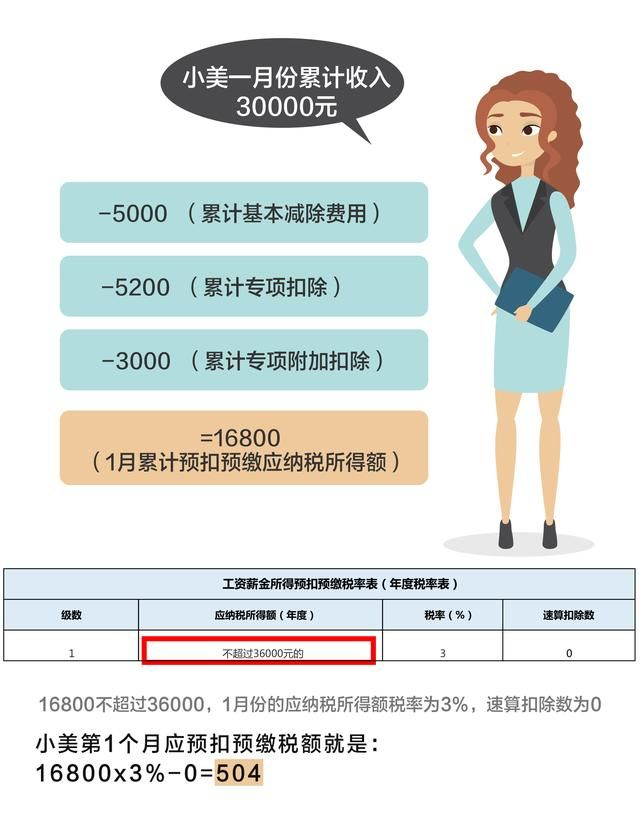 小美一月份累计收入
30000元
-5000 （累计基本减除费用）
-5200 （累计专项扣除）
-3000 （累计专项附加扣除）
=16800
（1月累计预扣预缴应纳税所得额）
工资薪金所得预扣预缴税率表（年度税率表）
级数 应纳税所得额（年度） 税率（%） 速算扣除数
1 不超过36000元的 3 0
16800不超过36000，1月份的应纳税所得额税率为3%，速算扣除数为0
小美第1个月应预扣预缴税额就是：
16800x3%-0=504